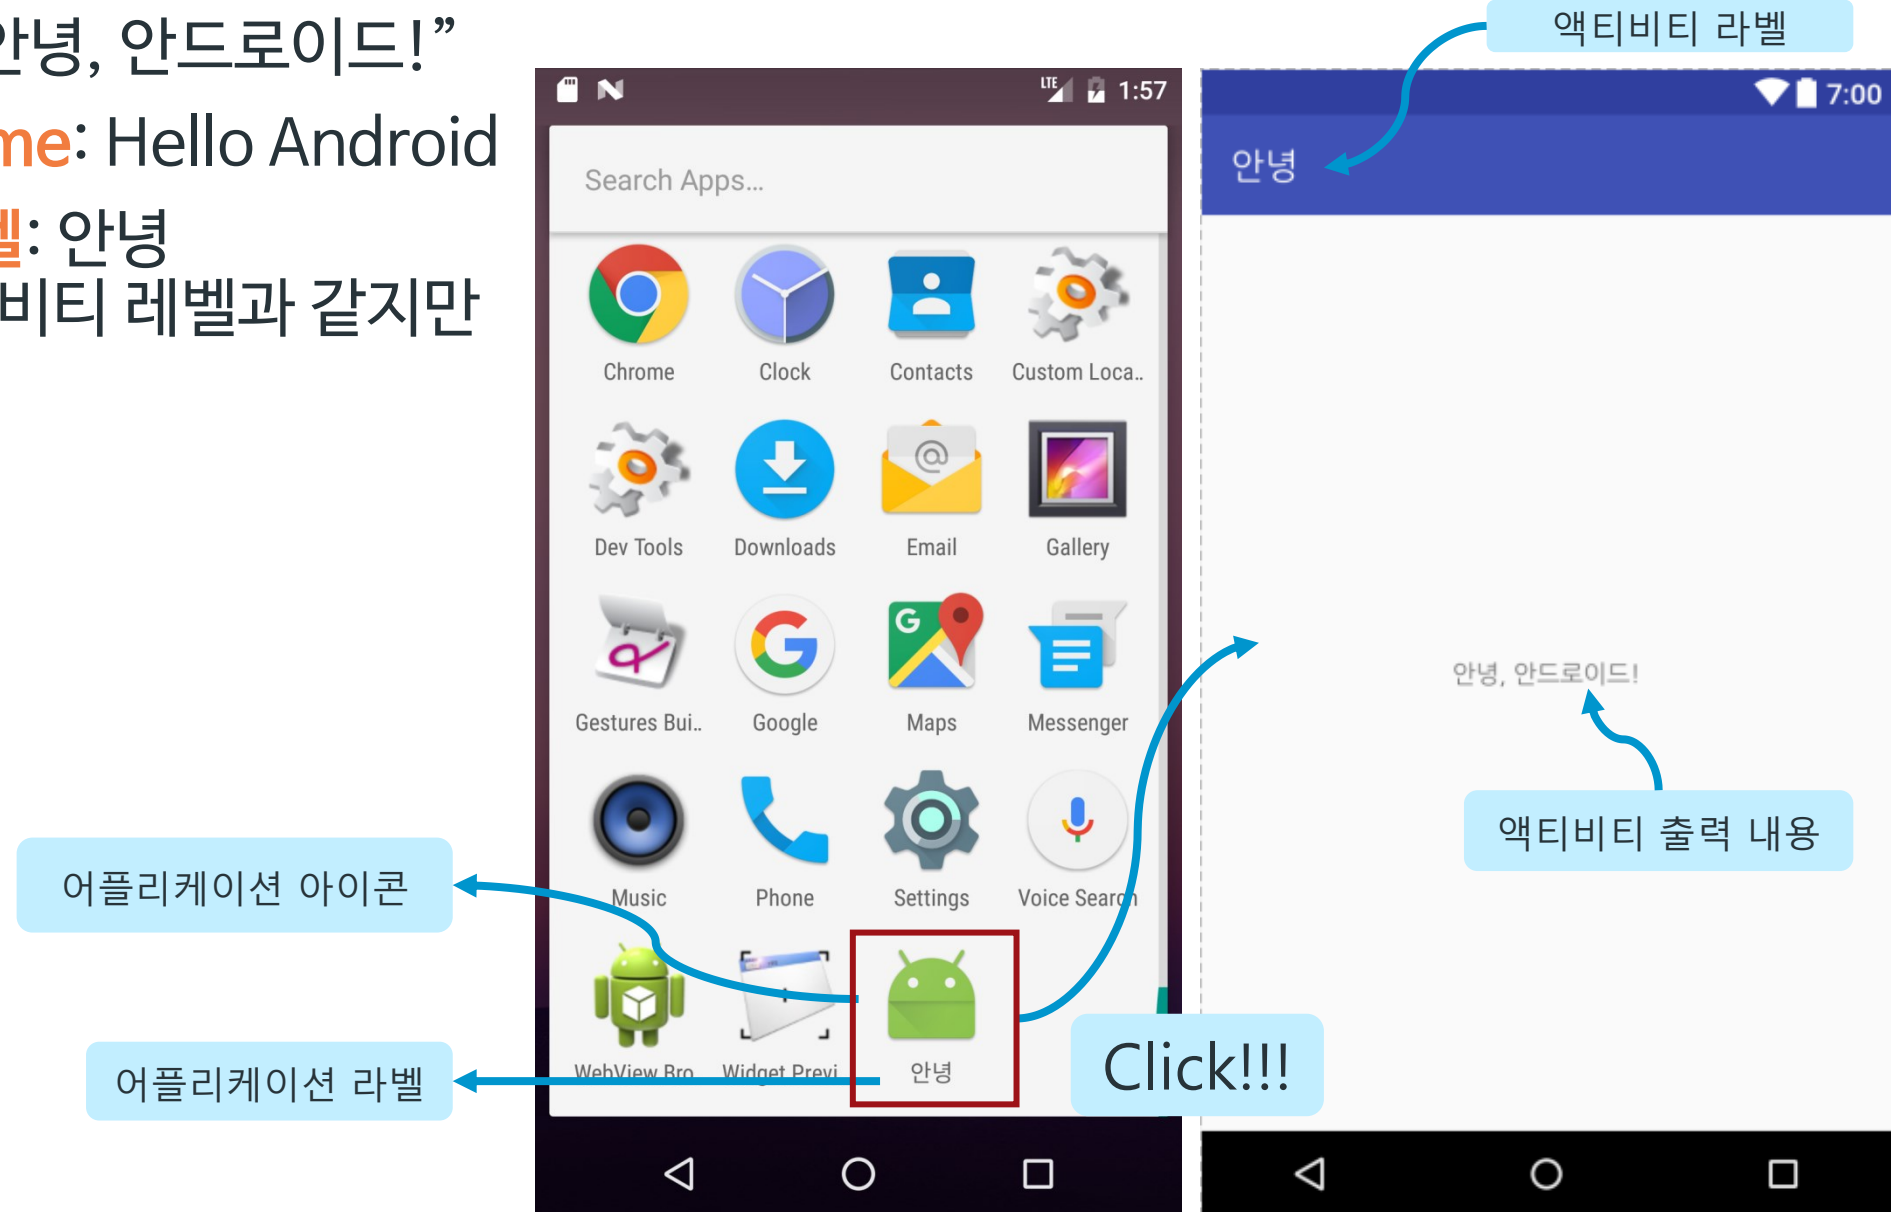 안녕, 안드로이드!”
me: Hello Android
벨: 안녕
비티 레벨과 같지만
액티비티 라벨
LTE 1:57
Search Apps...
Chrome Clock Contacts Custom Loca..
Dev Tools Downloads Email Gallery
Gestures Bui.. Google Maps Messenger
Music Phone Settings Voice Search
WebView Bro Widget Previ 안녕
어플리케이션 아이콘
어플리케이션 라벨
Click!!!
7:00
안녕
안녕, 안드로이드!
액티비티 출력 내용